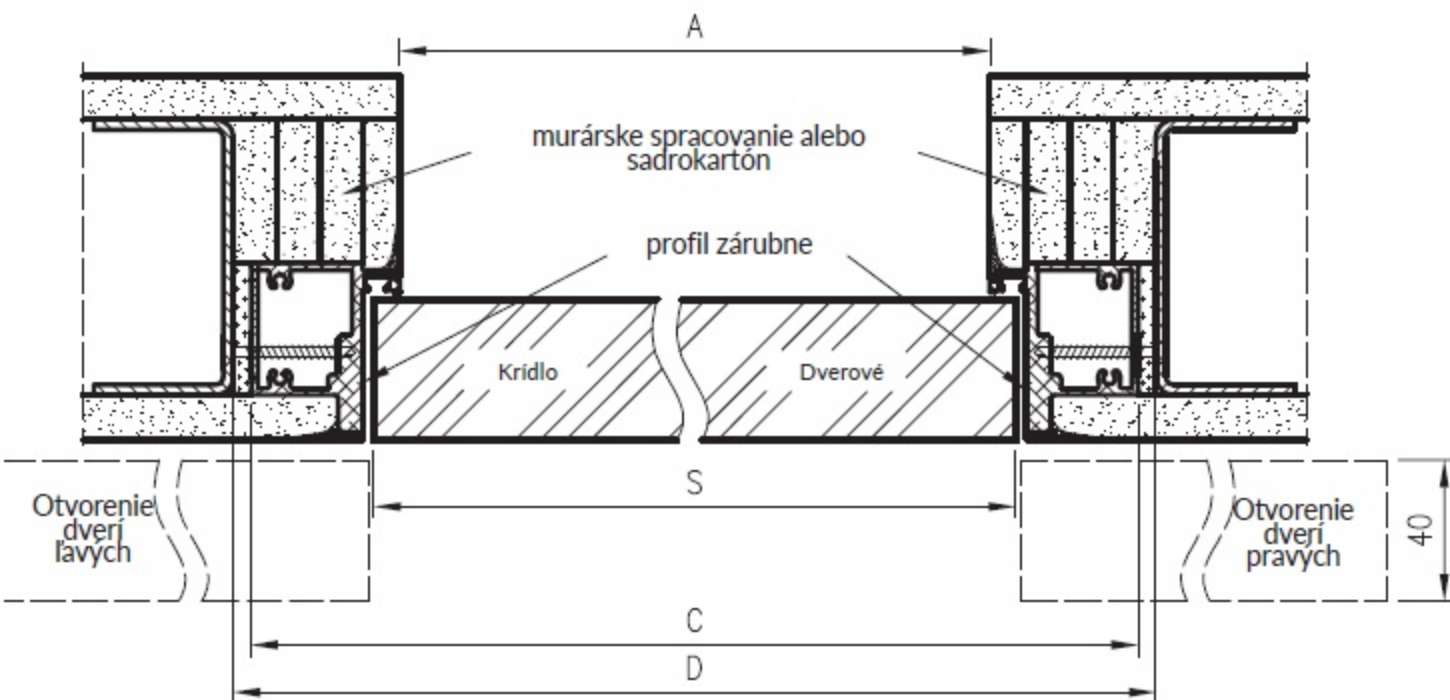 A
murárske spracovanie alebo
sadrokartón
profil zárubne
Krídlo
Dverové
S
Otvorenie
dverí
ľavých
Otvorenie
dverí
pravých
40
C
D